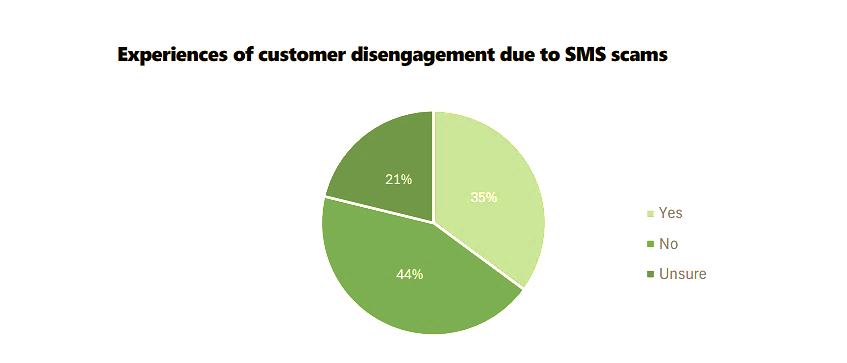 Experiences of customer disengagement due to SMS scams
21%
35%
44%
Yes
No
Unsure